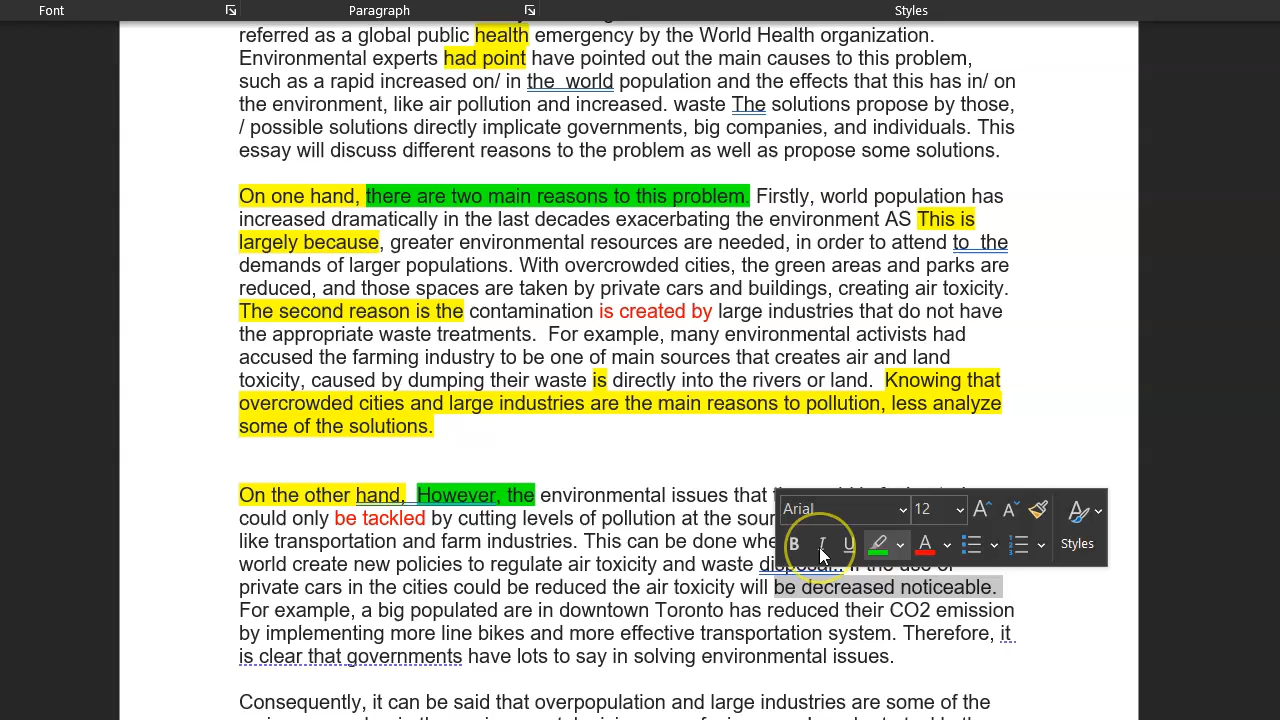 Font Paragraph Styles
referred as a global public health emergency by the World Health organization.
Environmental experts had point have pointed out the main causes to this problem,
such as a rapid increased on/ in the  world population and the effects that this has in/ on
the environment, like air pollution and increased. waste The solutions propose by those,
/ possible solutions directly implicate governments, big companies, and individuals. This
essay will discuss different reasons to the problem as well as propose some solutions.
On one hand, there are two main reasons to this problem. Firstly, world population has
increased dramatically in the last decades exacerbating the environment AS This is
largely because, greater environmental resources are needed, in order to attend to  the
demands of larger populations. With overcrowded cities, the green areas and parks are
reduced, and those spaces are taken by private cars and buildings, creating air toxicity.
The second reason is the contamination is created by large industries that do not have
the appropriate waste treatments.  For example, many environmental activists had
accused the farming industry to be one of main sources that creates air and land
toxicity, caused by dumping their waste is directly into the rivers or land.  Knowing that
overcrowded cities and large industries are the main reasons to pollution, less analyze
some of the solutions.
On the other hand,  However, the environmental issues that
could only be tackled by cutting levels of pollution at the
like transportation and farm industries. This can be done
world create new policies to regulate air toxicity and waste
private cars in the cities could be reduced the air toxicity will be decreased noticeable.
For example, a big populated are in downtown Toronto has reduced their CO2 emission
by implementing more line bikes and more effective transportation system. Therefore, it
is clear that governments have lots to say in solving environmental issues.
Consequently, it can be said that overpopulation and large industries are some of the
Arial 12
B I U A
Styles